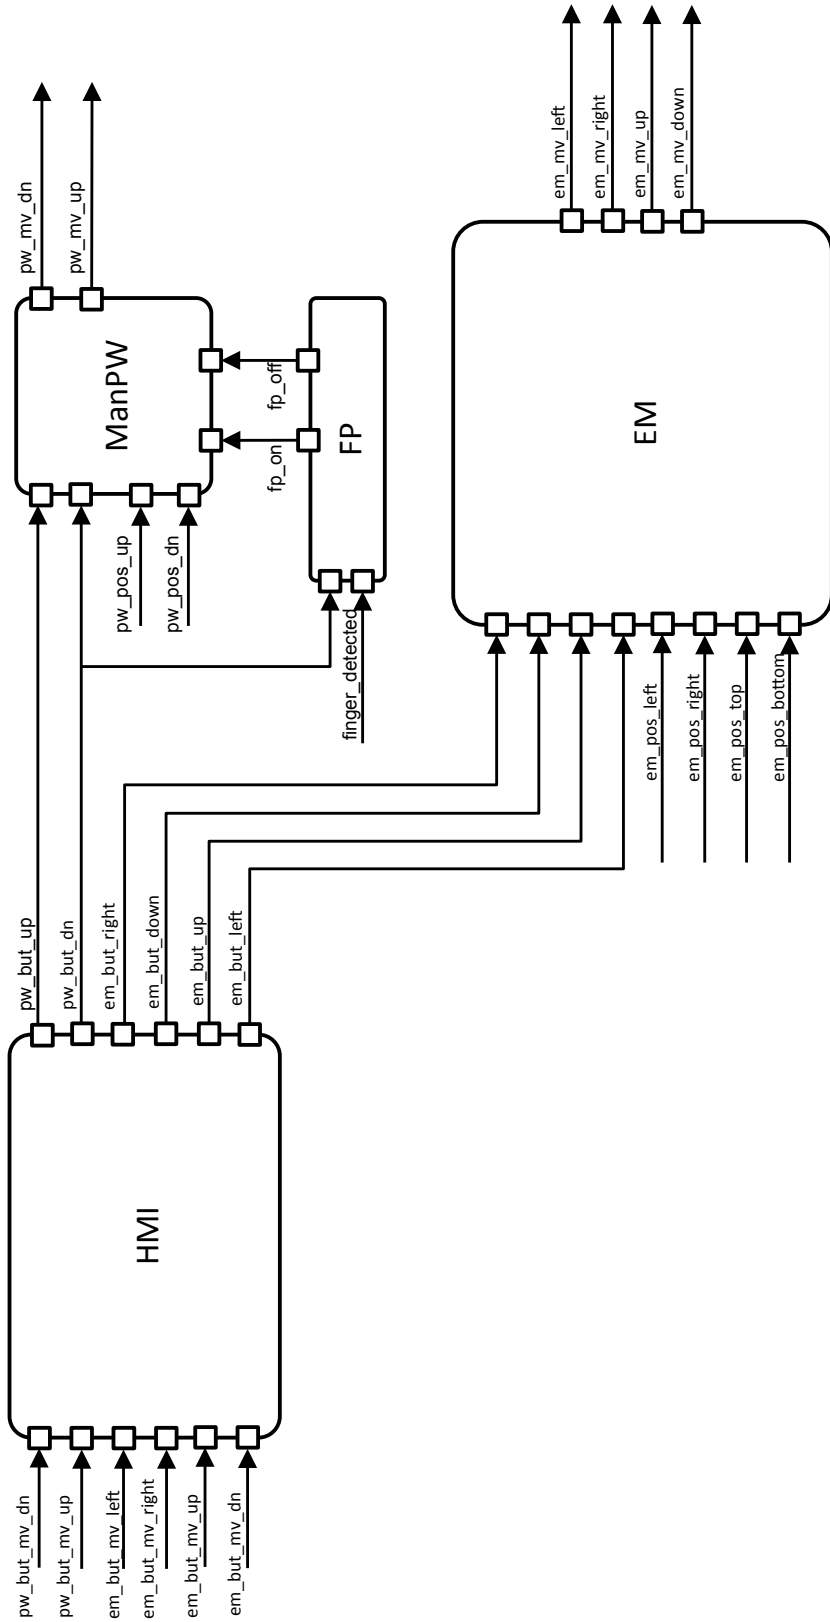 pw_but_mv_dn
pw_but_mv_up
em_but_mv_left
em_but_mv_right
em_but_mv_up
em_but_mv_dn
HMI
pw_but_up
pw_but_dn
em_but_right
em_but_down
em_but_up
em_but_left
pw_pos_up
pw_pos_dn
ManPW
pw_mv_dn
pw_mv_up
fp_on
fp_off
finger_detected
FP
em_pos_left
em_pos_right
em_pos_top
em_pos_bottom
EM
em_mv_left
em_mv_right
em_mv_up
em_mv_down